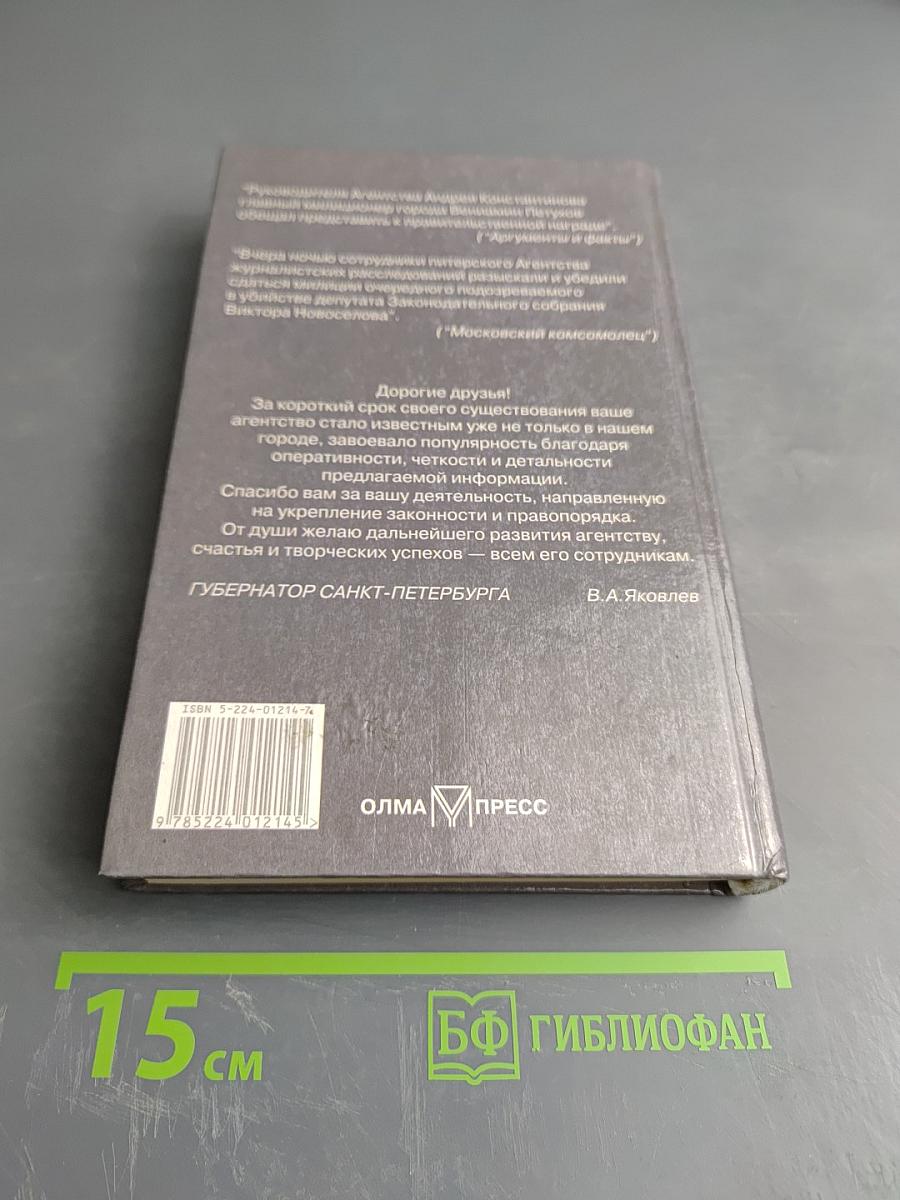 "Руководителя Агентства Андрея Константинова
главный милиционер города Вениамин Петухов
обещал представить к правительственной награде".
("Аргументы и факты")
"Вчера ночью сотрудники питерского Агентства
журналистских расследований разыскали и убедили
сдаться милиции очередного подозреваемого
в убийстве депутата Законодательного собрания
Виктора Новоселова".
("Московский комсомолец")
Дорогие друзья!
За короткий срок своего существования ваше
агентство стало известным уже не только в нашем
городе, завоевало популярность благодаря
оперативности, четкости и детальности
предлагаемой информации.
Спасибо вам за вашу деятельность, направленную
на укрепление законности и правопорядка.
От души желаю дальнейшего развития агентству,
счастья и творческих успехов — всем его сотрудникам.
ГУБЕРНАТОР САНКТ-ПЕТЕРБУРГА В.А.Яковлев
ISBN 5-224-01214-7
9 785224 012145 >
ОЛМА ПРЕСС
15 см
БФ ГИБЛИОФАН